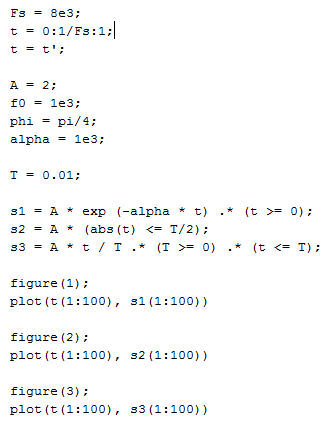 Fs = 8e3;
t = 0:1/Fs:1;
t = t';
A = 2;
f0 = 1e3;
phi = pi/4;
alpha = 1e3;
T = 0.01;
s1 = A * exp (-alpha * t) .* (t >= 0);
s2 = A * (abs(t) <= T/2);
s3 = A * t / T .* (T >= 0) .* (t <= T);
figure(1);
plot(t(1:100), s1(1:100))
figure(2);
plot(t(1:100), s2(1:100))
figure(3);
plot(t(1:100), s3(1:100))